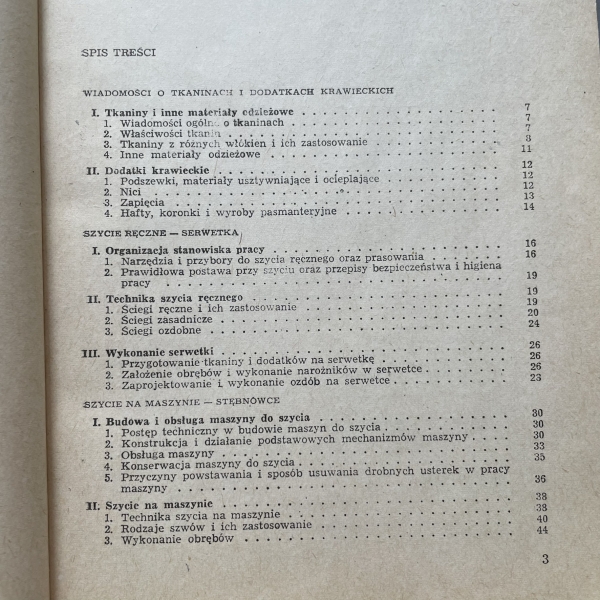 SPIS TREŚCI
WIADOMOŚCI O TKANINACH I DODATKACH KRAWIECKICH
I. Tkaniny i inne materiały odzieżowe . . . . . . . . . . . . . 7
1. Wiadomości ogólne o tkaninach . . . . . . . . . . . . . 7
2. Właściwości tkanin . . . . . . . . . . . . . 7
3. Tkaniny z różnych włókien i ich zastosowanie . . . . . . . . . 8
4. Inne materiały odzieżowe . . . . . . . . . . . . . 11
II. Dodatki krawieckie . . . . . . . . . . . . . 12
1. Podszewki, materiały usztywniające i ocieplające . . . . . . . . 12
2. Nici . . . . . . . . . . . . . 12
3. Zapięcia . . . . . . . . . . . . . 13
4. Hafty, koronki i wyroby pasmanteryjne . . . . . . . . . . 14
SZYCIE RĘCZNE — SERWETKA
I. Organizacja stanowiska pracy . . . . . . . . . . . . . 16
1. Narzędzia i przybory do szycia ręcznego oraz prasowania . . . . . . 16
2. Prawidłowa postawa przy szyciu oraz przepisy bezpieczeństwa i higiena
pracy . . . . . . . . . . . . . 19
II. Technika szycia ręcznego . . . . . . . . . . . . . 19
1. Ściegi ręczne i ich zastosowanie . . . . . . . . . . . . . 19
2. Ściegi zasadnicze . . . . . . . . . . . . . 20
3. Ściegi ozdobne . . . . . . . . . . . . . 24
III. Wykonanie serwetki . . . . . . . . . . . . . 26
1. Przygotowanie tkaniny i dodatków na serwetkę . . . . . . . . 26
2. Założenie obrębów i wykonanie narożników w serwetce . . . . . . 26
3. Zaprojektowanie i wykonanie ozdób na serwetce . . . . . . . . 23
SZYCIE NA MASZYNIE — STĘBNÓWCE
I. Budowa i obsługa maszyny do szycia . . . . . . . . . . . . . 30
1. Postęp techniczny w budowie maszyn do szycia . . . . . . . . 30
2. Konstrukcja i działanie podstawowych mechanizmów maszyny . . . . 30
3. Obsługa maszyny . . . . . . . . . . . . . 33
4. Konserwacja maszyny do szycia . . . . . . . . . . . . . 35
5. Przyczyny powstawania i sposób usuwania drobnych usterek w pracy
maszyny . . . . . . . . . . . . . 36
II. Szycie na maszynie . . . . . . . . . . . . . 38
1. Technika szycia na maszynie . . . . . . . . . . . . . 38
2. Rodzaje szwów i ich zastosowanie . . . . . . . . . . . . . 40
3. Wykonanie obrębów . . . . . . . . . . . . . 44
3